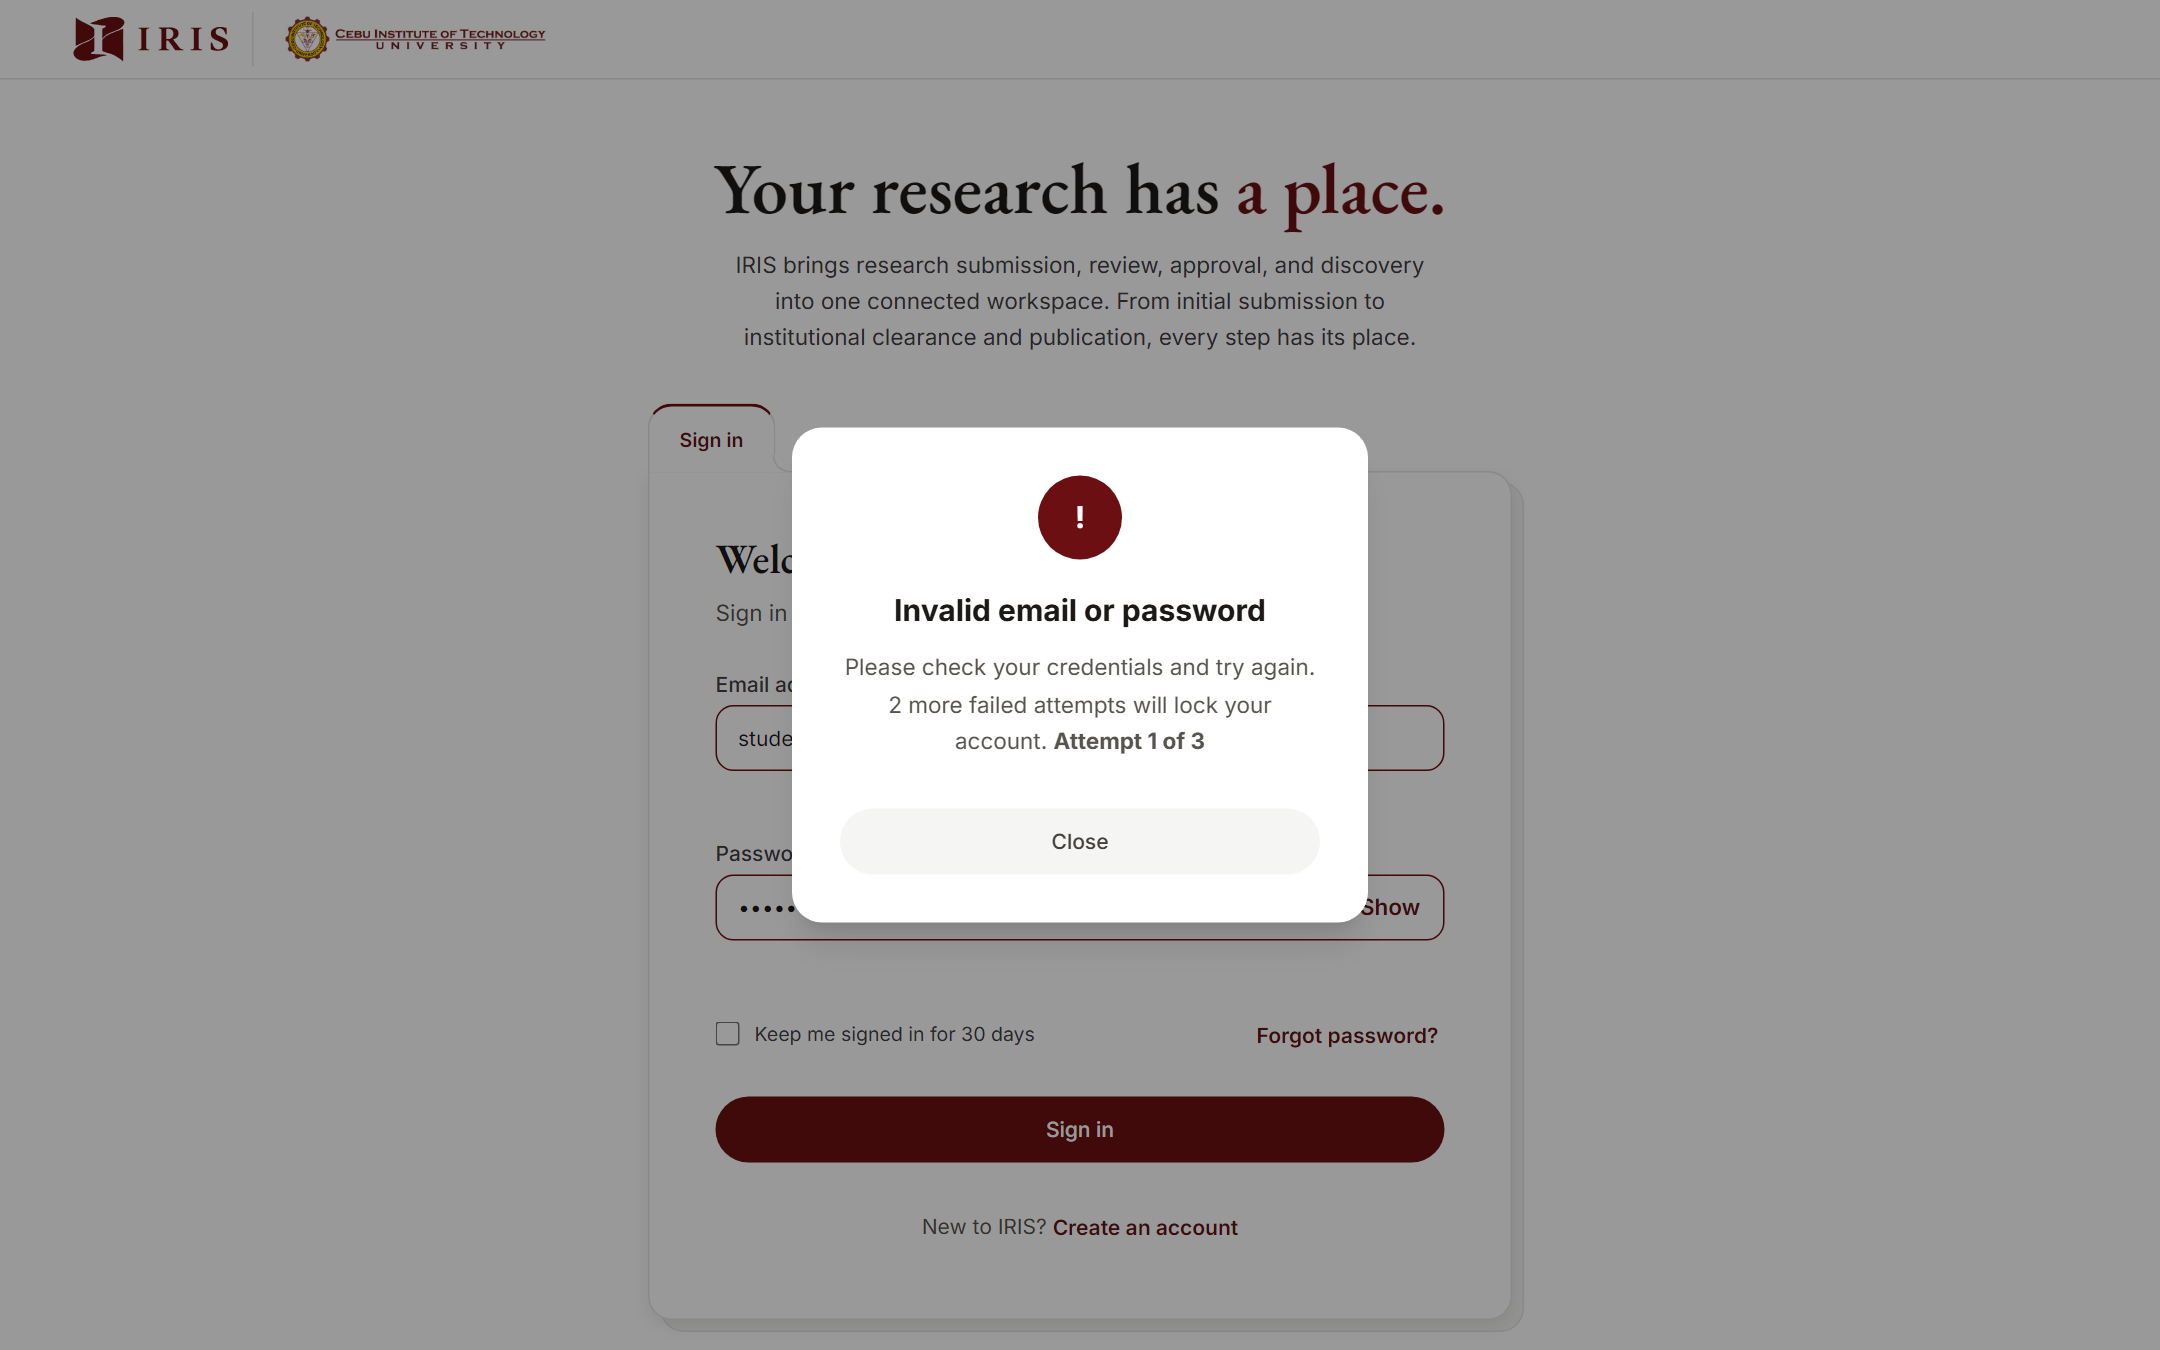 IRIS
CEBU INSTITUTE OF TECHNOLOGY
UNIVERSITY
Your research has a place.
IRIS brings research submission, review, approval, and discovery
into one connected workspace. From initial submission to
institutional clearance and publication, every step has its place.
Sign in
Welc
Sign in
Email ad
stude
Passwo
Show
!
Invalid email or password
Please check your credentials and try again.
2 more failed attempts will lock your
account. Attempt 1 of 3
Close
Keep me signed in for 30 days
Forgot password?
Sign in
New to IRIS? Create an account